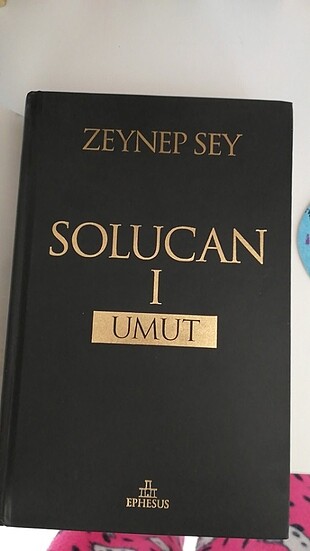 ZEYNEP SEY
SOLUCAN
I
UMUT
EPHESUS